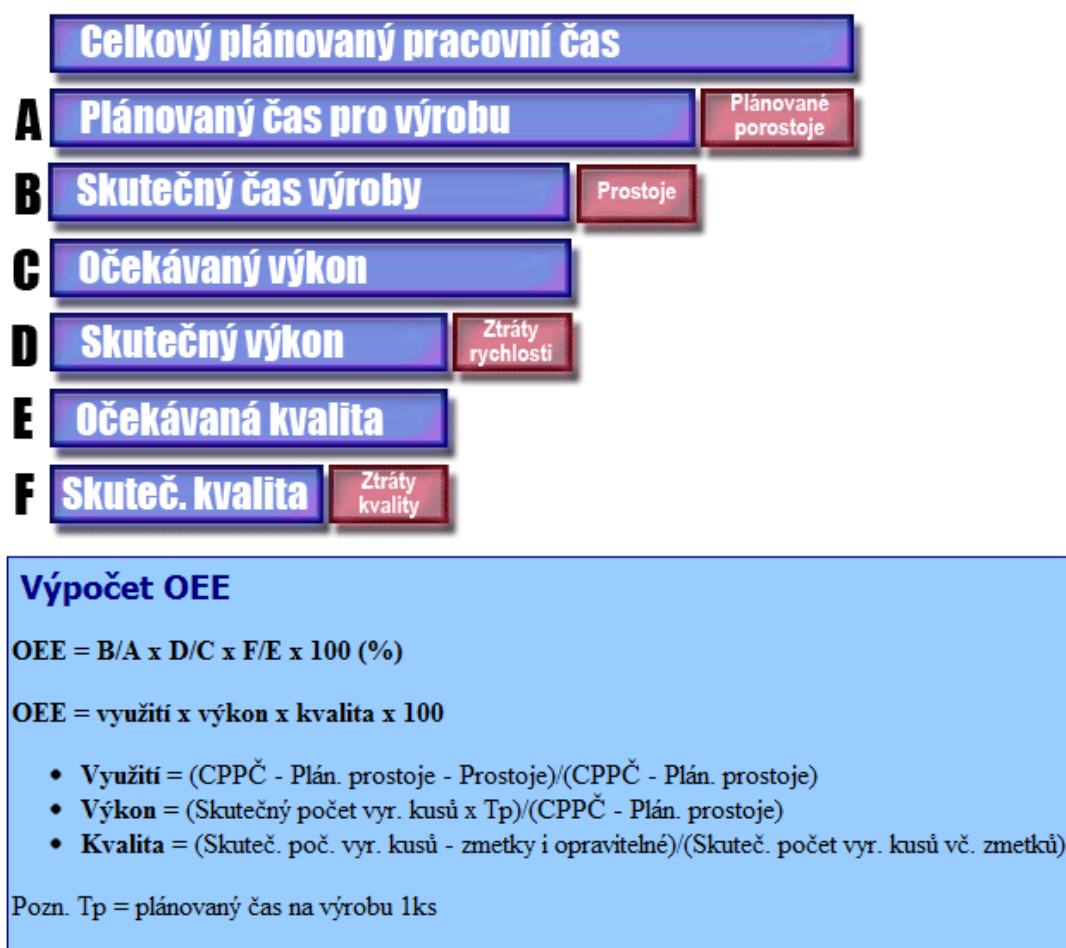 Celkový plánovaný pracovní čas
A Plánovaný čas pro výrobu Plánované porostoje
B Skutečný čas výroby Prostoje
C Očekávaný výkon
D Skutečný výkon Ztráty rychlosti
E Očekávaná kvalita
F Skuteč. kvalita Ztráty kvality
Výpočet OEE
OEE = B/A x D/C x F/E x 100 (%)
OEE = využití x výkon x kvalita x 100
• Využití = (CPPČ - Plán. prostoje - Prostoje)/(CPPČ - Plán. prostoje)
• Výkon = (Skutečný počet vyr. kusů x Tp)/(CPPČ - Plán. prostoje)
• Kvalita = (Skuteč. poč. vyr. kusů - zmetky i opravitelné)/(Skuteč. počet vyr. kusů vč. zmetků)
Pozn. Tp = plánovaný čas na výrobu 1ks